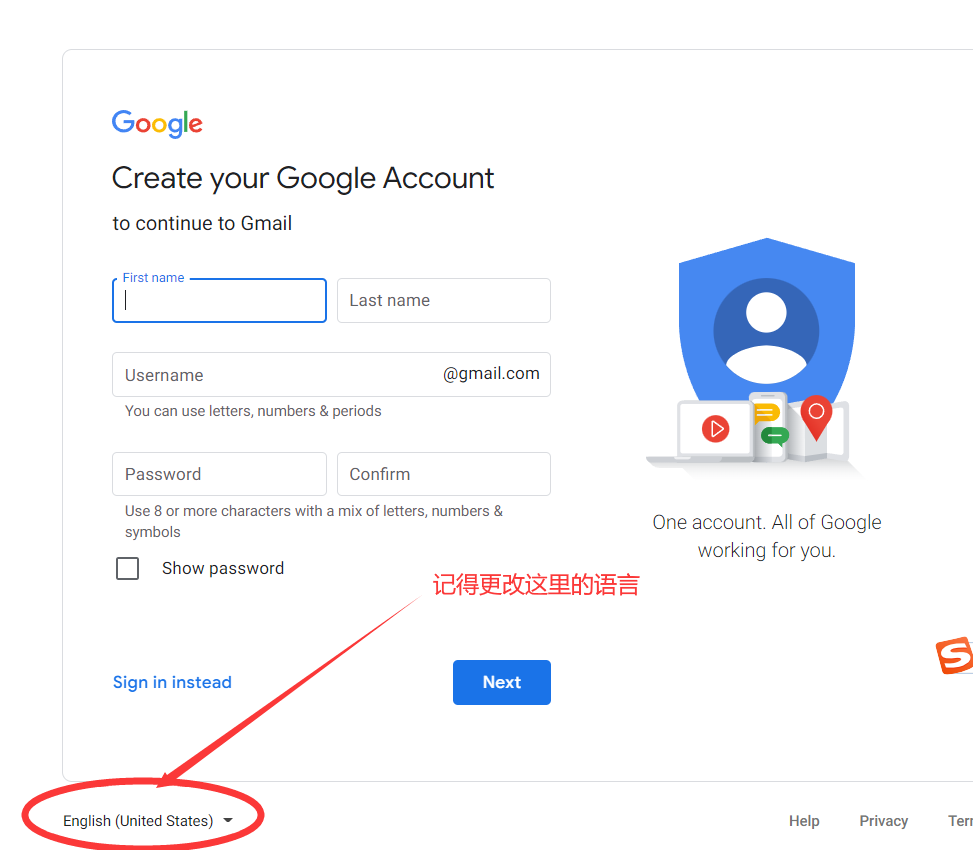 Google
Create your Google Account
to continue to Gmail
First name
Last name
Username
@gmail.com
You can use letters, numbers & periods
Password
Confirm
Use 8 or more characters with a mix of letters, numbers &
symbols
Show password
One account. All of Google
working for you.
记得更改这里的语言
S
Sign in instead
Next
English (United States)
Help
Privacy